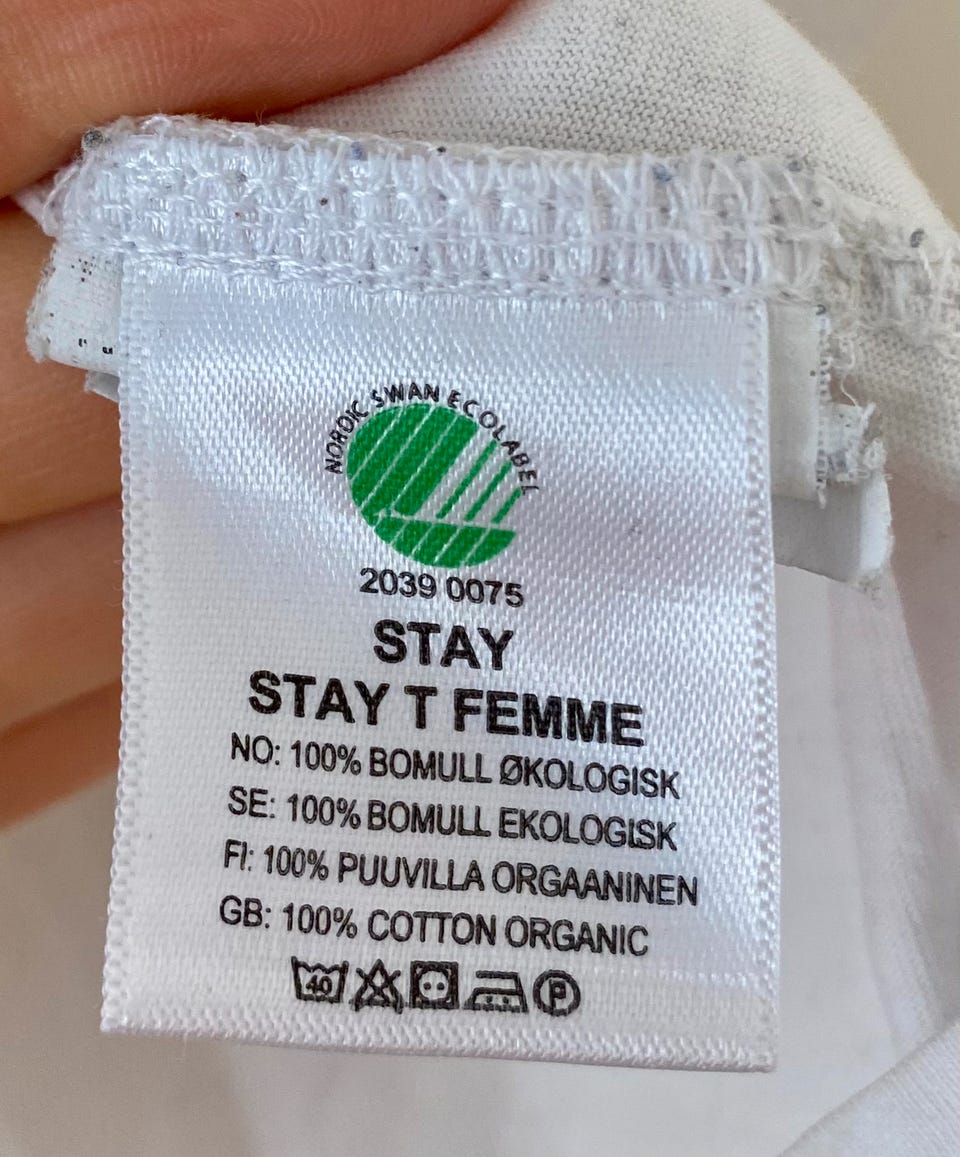 NORDIC SWAN ECOLABEL
2039 0075
STAY
STAY T FEMME
NO: 100% BOMULL ØKOLOGISK
SE: 100% BOMULL EKOLOGISK
FI: 100% PUUVILLA ORGAANINEN
GB: 100% COTTON ORGANIC
40 P